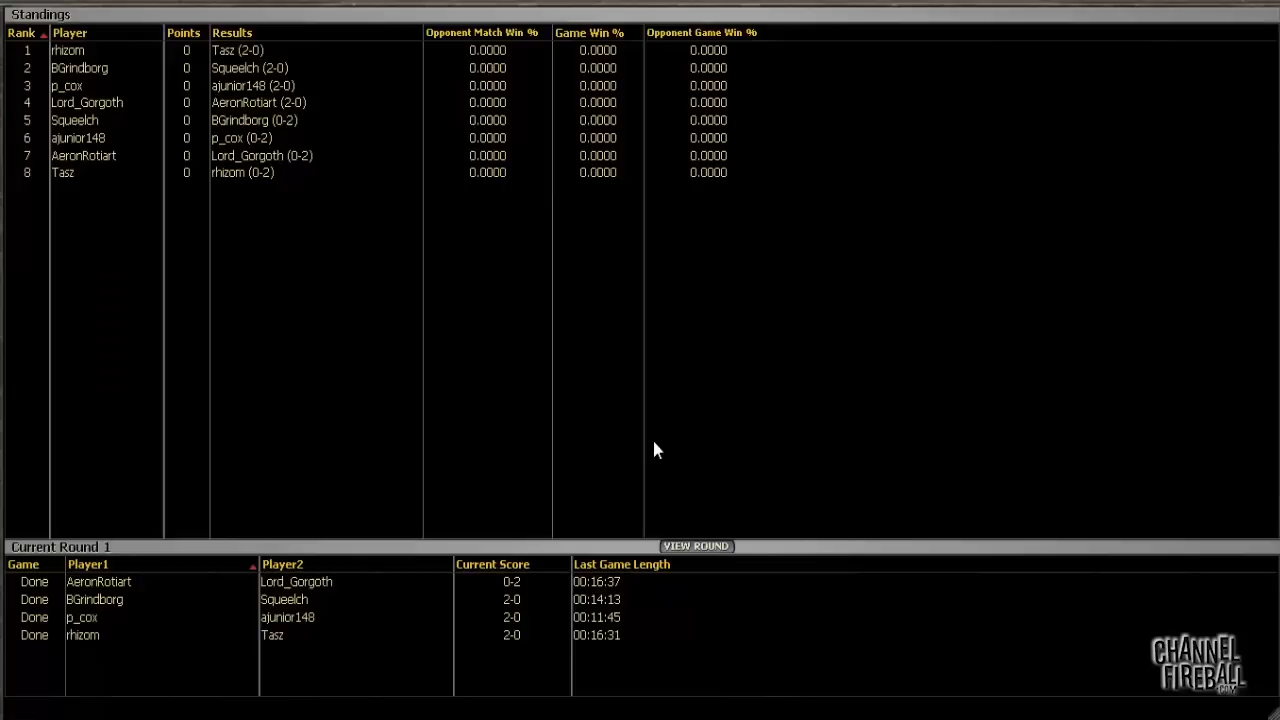 Standings
Rank Player Points Results Opponent Match Win % Game Win % Opponent Game Win %
1 rhizom 0 Tasz (2-0) 0.0000 0.0000 0.0000
2 BGrindborg 0 Squeelch (2-0) 0.0000 0.0000 0.0000
3 p_cox 0 ajunior148 (2-0) 0.0000 0.0000 0.0000
4 Lord_Gorgoth 0 AeronRotiart (2-0) 0.0000 0.0000 0.0000
5 Squeelch 0 BGrindborg (0-2) 0.0000 0.0000 0.0000
6 ajunior148 0 p_cox (0-2) 0.0000 0.0000 0.0000
7 AeronRotiart 0 Lord_Gorgoth (0-2) 0.0000 0.0000 0.0000
8 Tasz 0 rhizom (0-2) 0.0000 0.0000 0.0000
Current Round 1 VIEW ROUND
Game Player1 Player2 Current Score Last Game Length
Done AeronRotiart Lord_Gorgoth 0-2 00:16:37
Done BGrindborg Squeelch 2-0 00:14:13
Done p_cox ajunior148 2-0 00:11:45
Done rhizom Tasz 2-0 00:16:31
CHANNEL
FIREBALL
.COM